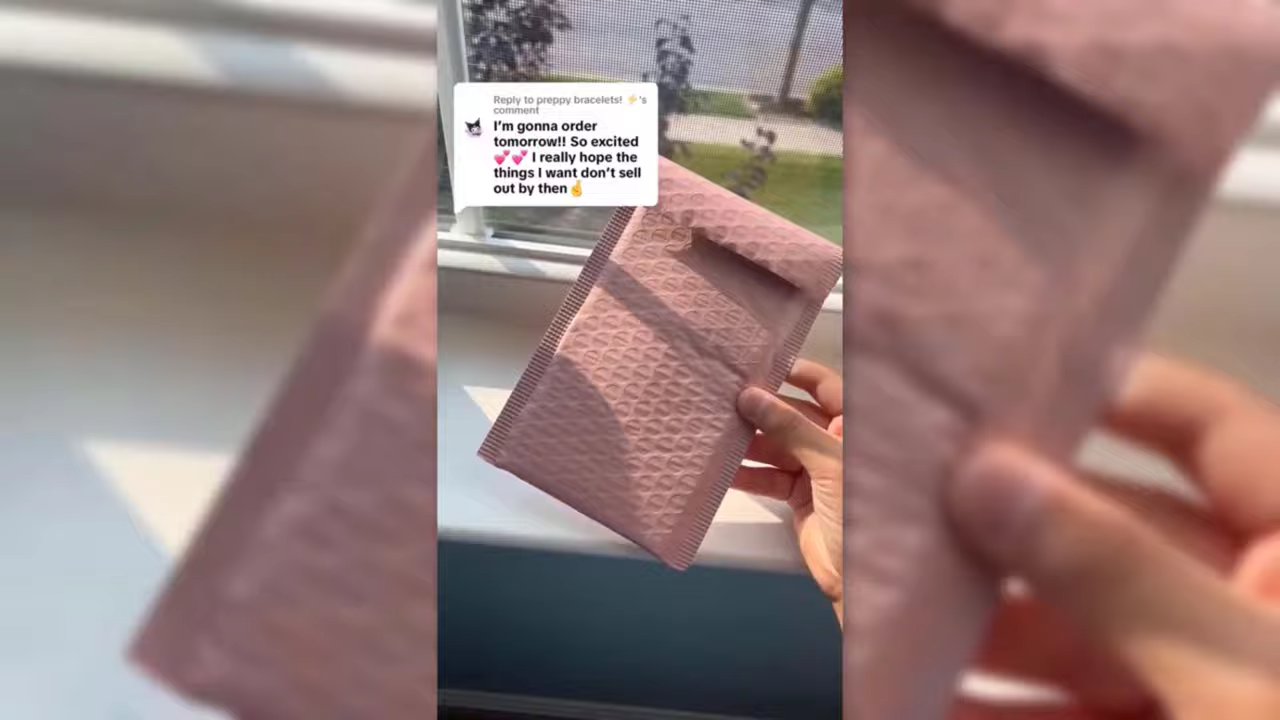 Reply to preppy bracelets! ⚡'s
comment
I'm gonna order
tomorrow!! So excited
💕💕 I really hope the
things I want don't sell
out by then🤞